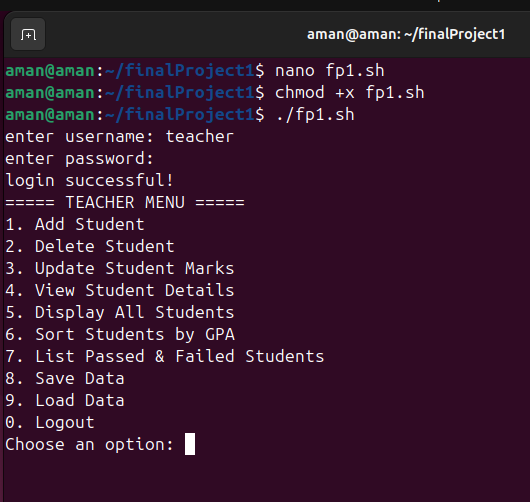 aman@aman: ~/finalProject1
aman@aman:~/finalProject1$ nano fp1.sh
aman@aman:~/finalProject1$ chmod +x fp1.sh
aman@aman:~/finalProject1$ ./fp1.sh
enter username: teacher
enter password:
login successful!
===== TEACHER MENU =====
1. Add Student
2. Delete Student
3. Update Student Marks
4. View Student Details
5. Display All Students
6. Sort Students by GPA
7. List Passed & Failed Students
8. Save Data
9. Load Data
0. Logout
Choose an option: